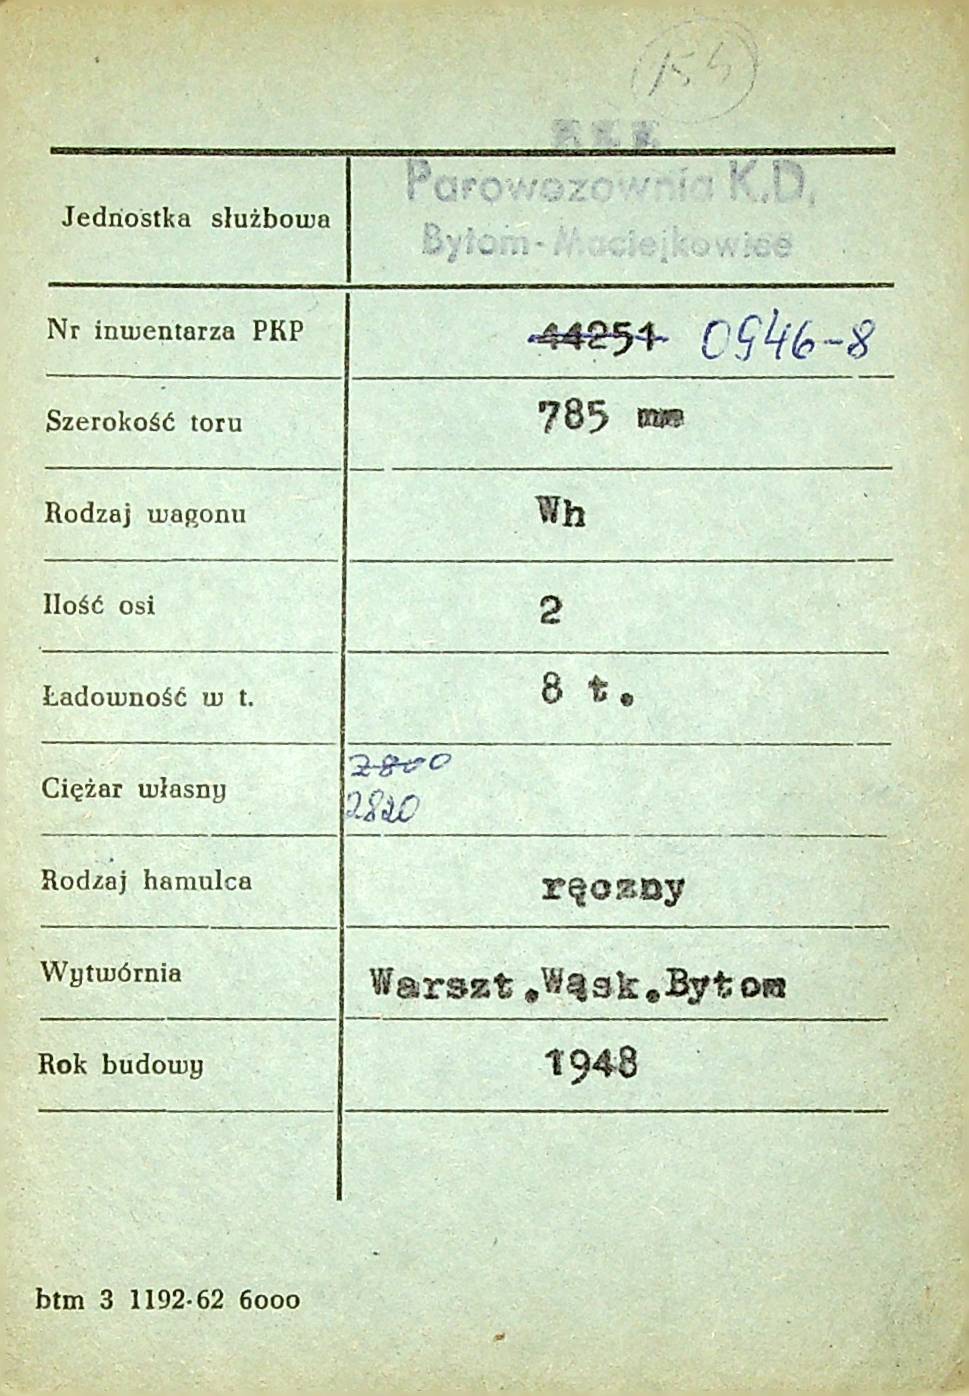 154
P. K. P.
Parowozownia K.D.
Jednostka służbowa
Bytom-Maciejkowice
Nr inwentarza PKP 44251 0946-8
Szerokość toru 785 mm
Rodzaj wagonu Wh
Ilość osi 2
Ładowność w t. 8 t.
7800
Ciężar własny
2820
Rodzaj hamulca ręczny
Wytwórnia Warszt.Wąsk.Bytom
Rok budowy 1948
btm 3 1192-62 6000